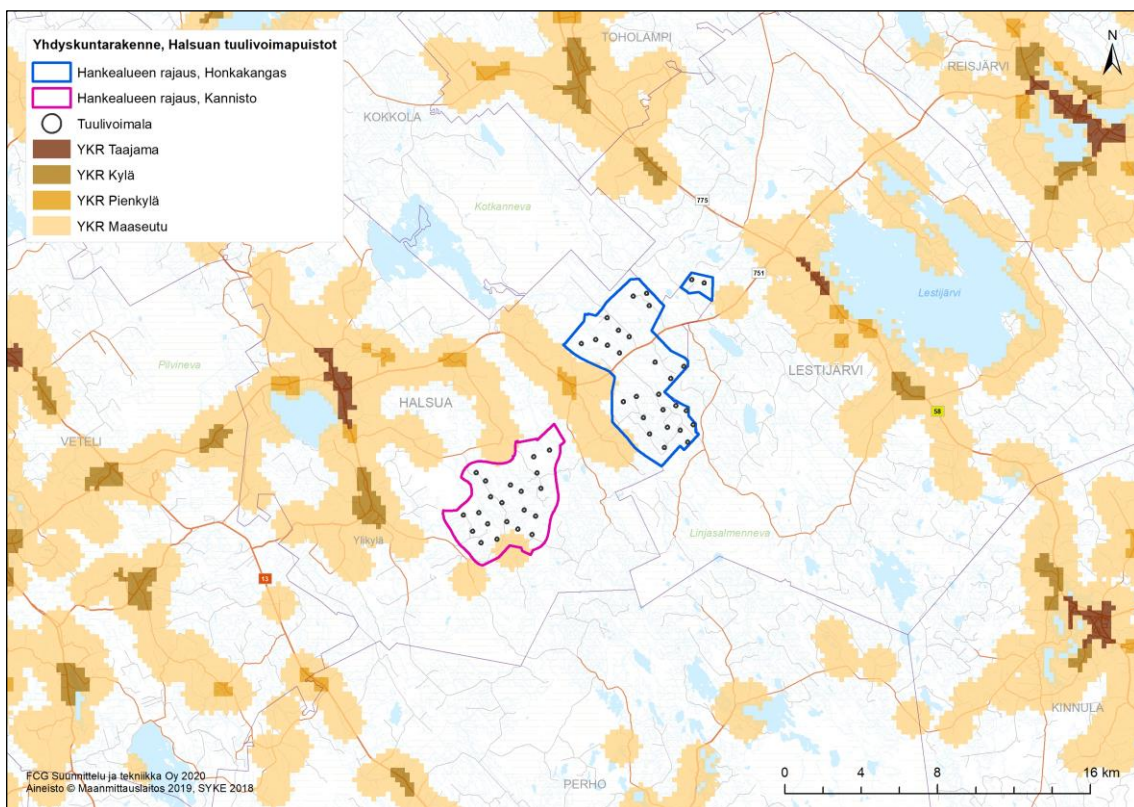 Yhdyskuntarakenne, Halsuan tuulivoimapuistot
Hankealueen rajaus, Honkakangas
Hankealueen rajaus, Kannisto
Tuulivoimala
YKR Taajama
YKR Kylä
YKR Pienkylä
YKR Maaseutu
TOHOLAMPI
N
REISJÄRVI
KOKKOLA
Kotkanneva
775
751
Lestijärvi
Pilvineva
LESTIJÄRVI
HALSUA
58
VETELI
Linjasalmenneva
Ylikylä
13
KINNULA
PERHO
FCG Suunnittelu ja tekniikka Oy 2020
Aineisto © Maanmittauslaitos 2019, SYKE 2018
0 4 8 16 km